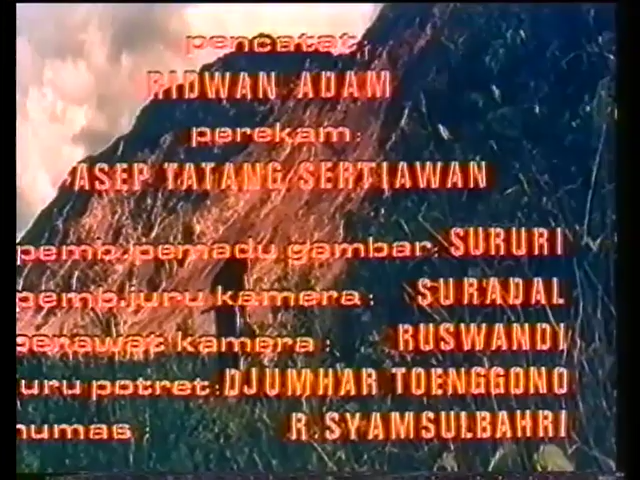 pencatat:
RIDWAN ADAM
perekam:
ASEP TATANG SERTIAWAN
pemb.pemadu gambar: SURURI
pemb.juru kamera: SURADAL
perawat kamera: RUSWANDI
juru potret: DJUMHAR TOENGGONO
humas: R.SYAMSULBAHRI